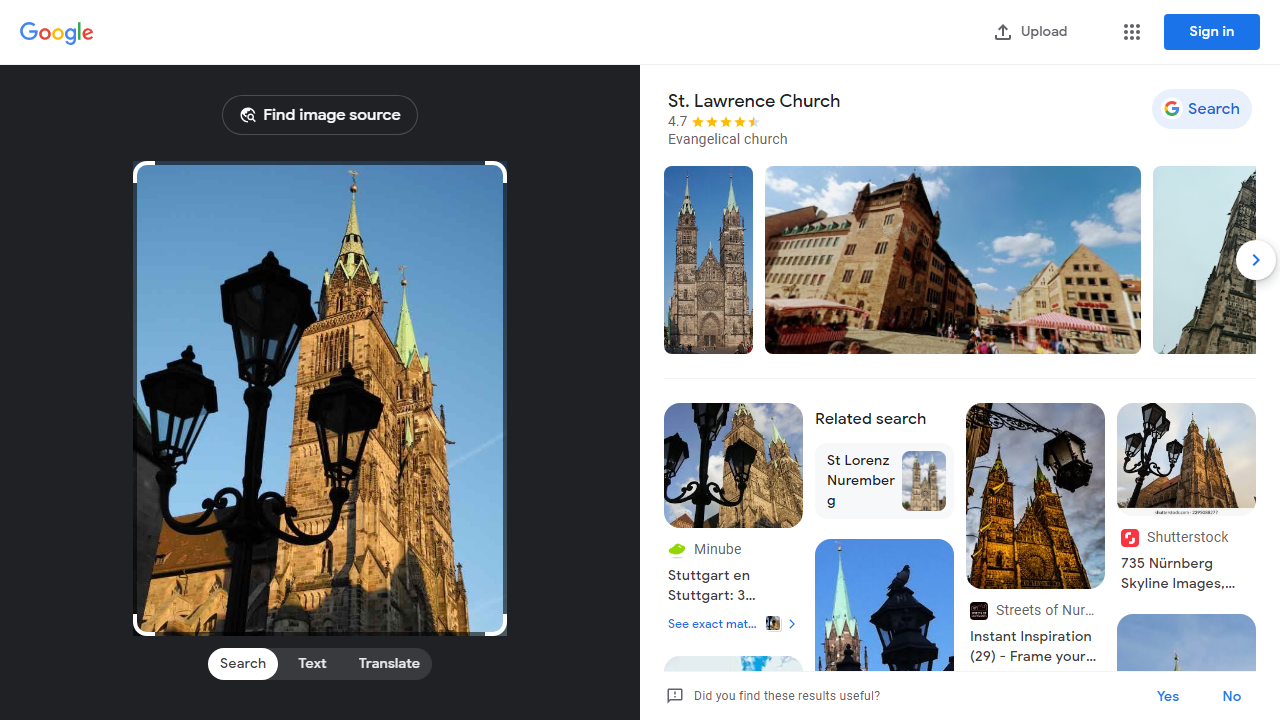 Google
Upload
Sign in
Find image source
St. Lawrence Church
4.7
Evangelical church
Search
Related search
St Lorenz
Nurember
g
Minube
Stuttgart en
Stuttgart: 3...
See exact mat...
Streets of Nur...
Instant Inspiration
(29) - Frame your...
Shutterstock
735 Nürnberg
Skyline Images,...
Search
Text
Translate
Did you find these results useful?
Yes
No